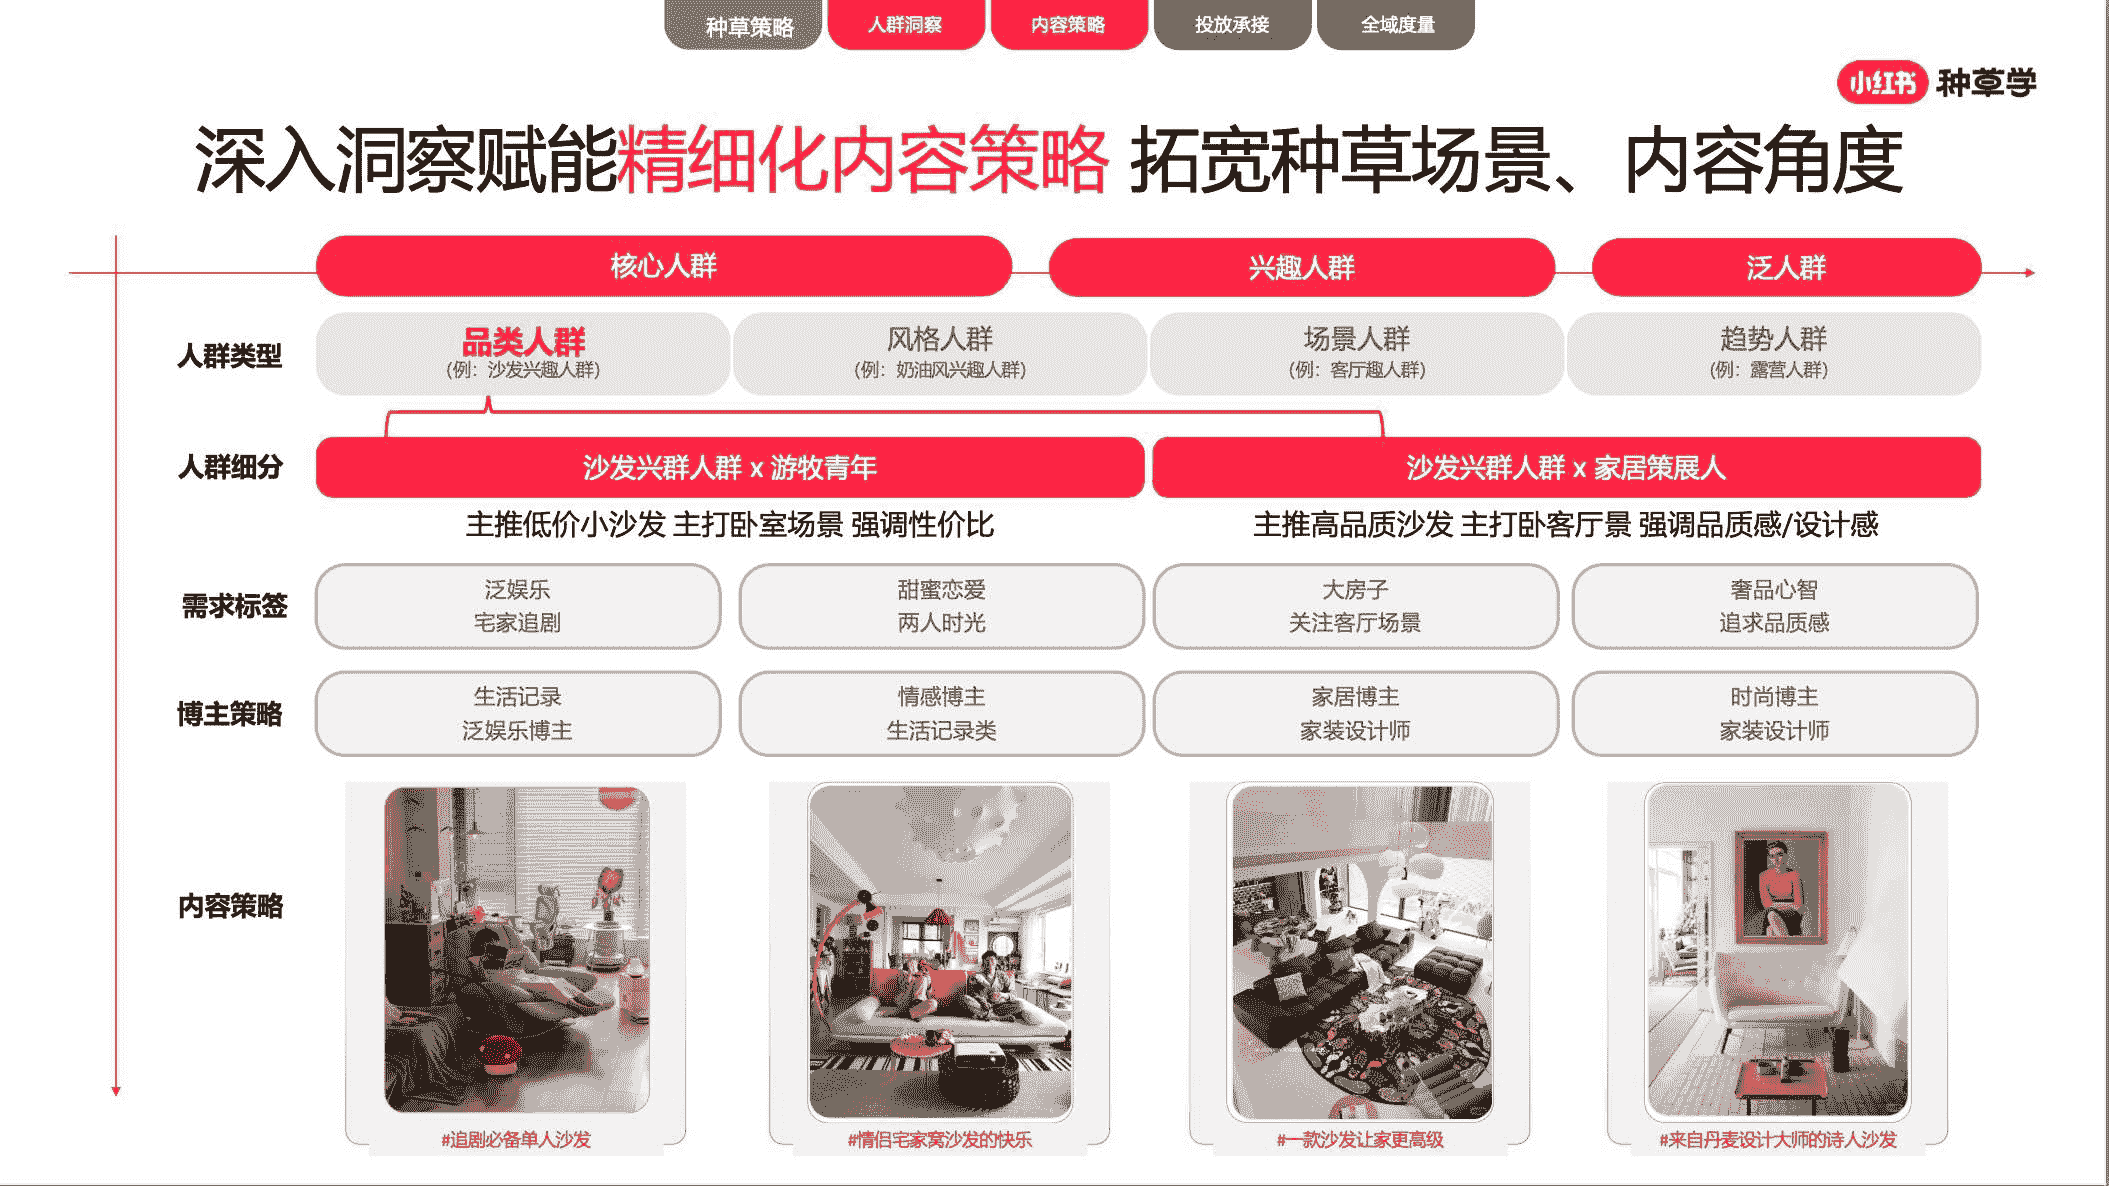 种草策略
人群洞察
内容策略
投放承接
全域度量
小红书 种草学
深入洞察赋能精细化内容策略 拓宽种草场景、内容角度
核心人群
兴趣人群
泛人群
人群类型
品类人群
(例：沙发兴趣人群)
风格人群
(例：奶油风兴趣人群)
场景人群
(例：客厅趣人群)
趋势人群
(例：露营人群)
人群细分
沙发兴群人群 x 游牧青年
沙发兴群人群 x 家居策展人
主推低价小沙发 主打卧室场景 强调性价比
主推高品质沙发 主打卧客厅景 强调品质感/设计感
需求标签
泛娱乐
宅家追剧
甜蜜恋爱
两人时光
大房子
关注客厅场景
奢品心智
追求品质感
博主策略
生活记录
泛娱乐博主
情感博主
生活记录类
家居博主
家装设计师
时尚博主
家装设计师
内容策略
#追剧必备单人沙发
#情侣宅家窝沙发的快乐
#一款沙发让家更高级
#来自丹麦设计大师的诗人沙发